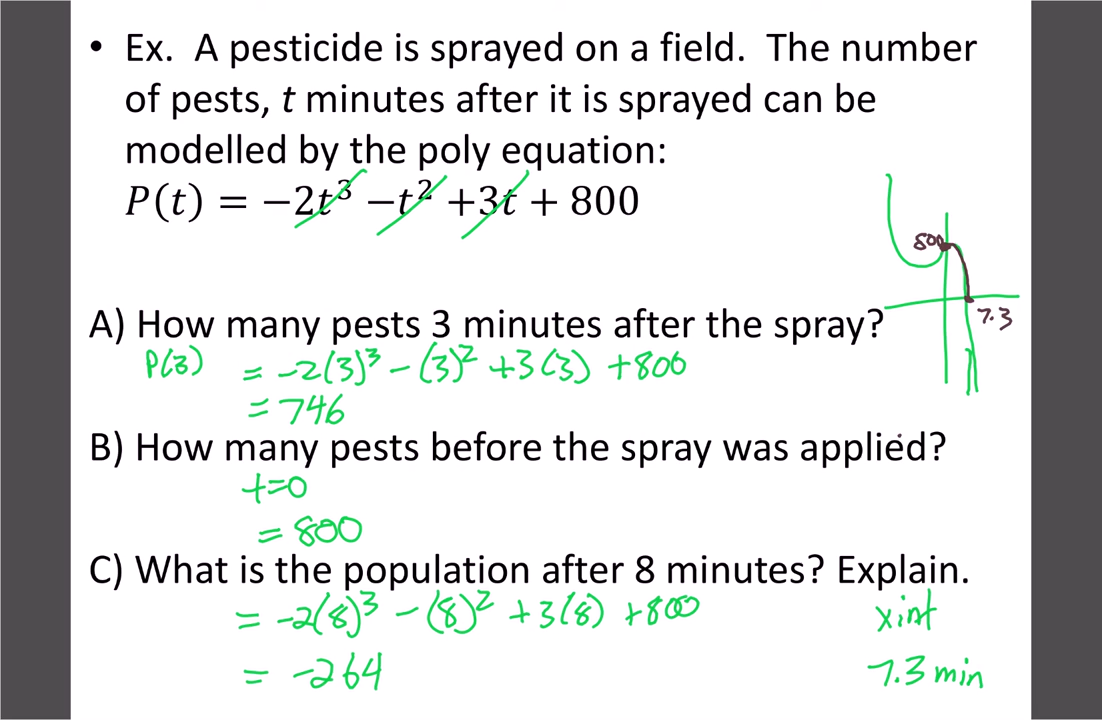 • Ex. A pesticide is sprayed on a field. The number
of pests, t minutes after it is sprayed can be
modelled by the poly equation:
P(t) = −2t³ − t² + 3t + 800
800
7.3
A) How many pests 3 minutes after the spray?
P(3) = -2(3)³ - (3)² + 3(3) + 800
= 746
B) How many pests before the spray was applied?
t=0
= 800
C) What is the population after 8 minutes? Explain.
= -2(8)³ - (8)² + 3(8) + 800
x int
= -264
7.3 min